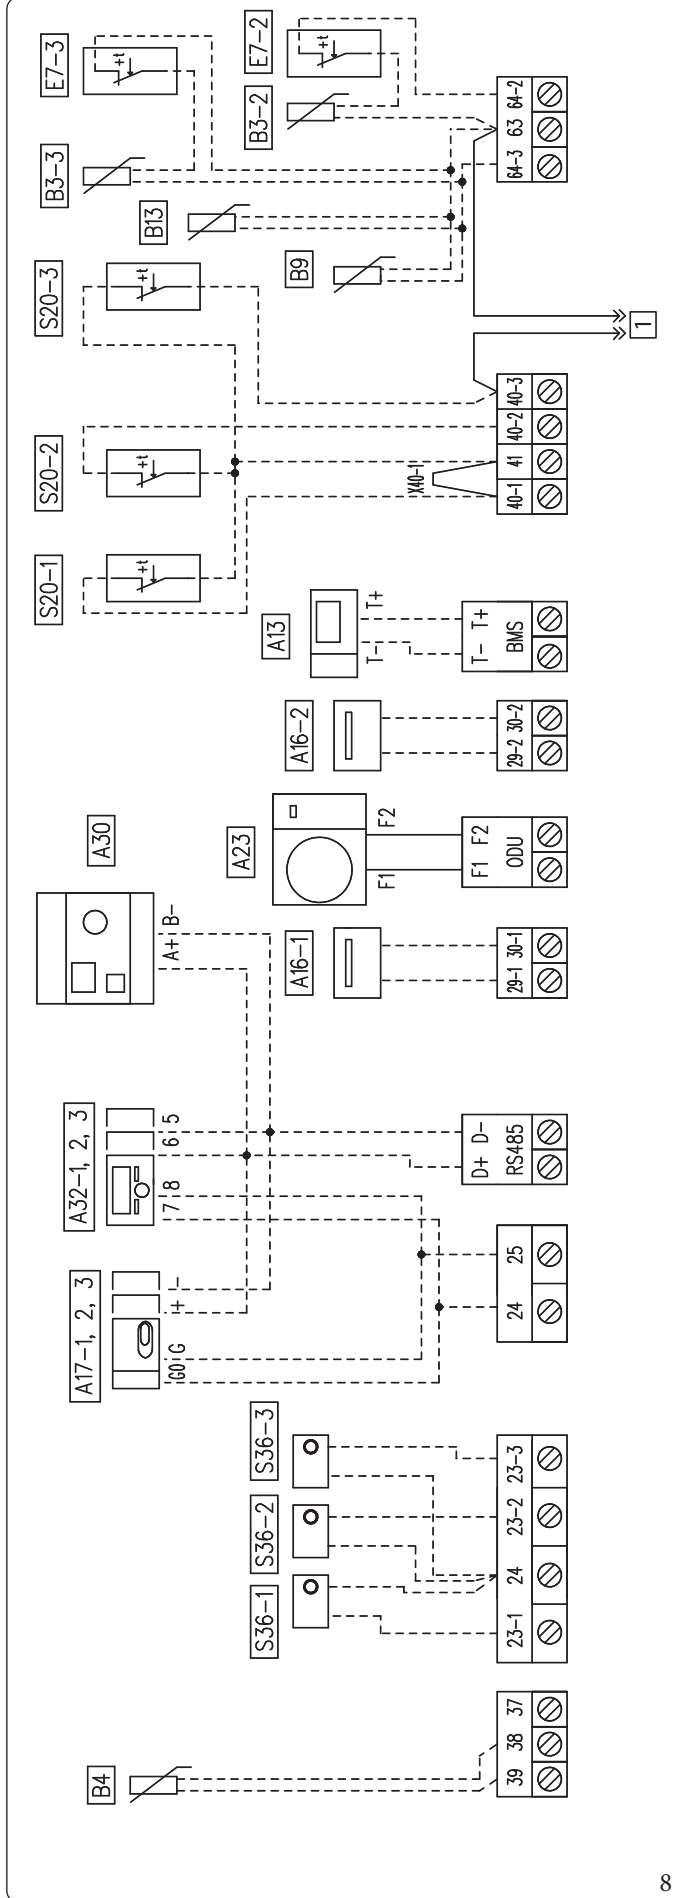 E7-3
+t
E7-2
+t
B3-3
B3-2
64-2
63
64-3
B13
B9
S20-3
+t
1
40-3
40-2
41
40-1
X40-1
S20-2
+t
S20-1
+t
A13
T+
T-
T- T+
BMS
A16-2
29-2 30-2
A30
A+ B-
A23
F2
F1
F1 F2
ODU
A16-1
29-1 30-1
A32-1, 2, 3
7 8 6 5
D+ D-
RS485
25
24
A17-1, 2, 3
G0 G + -
S36-3
S36-2
S36-1
23-3
23-2
24
23-1
B4
39 38 37
8